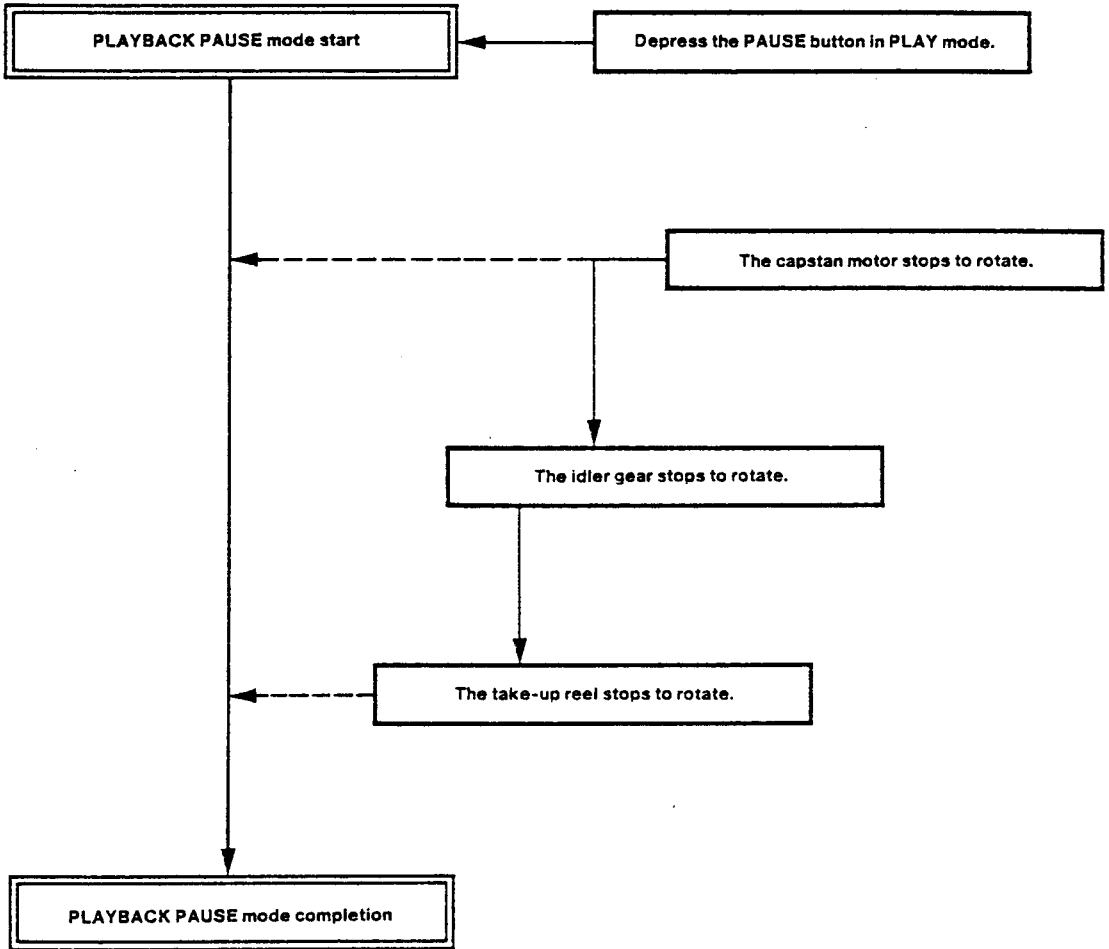 PLAYBACK PAUSE mode start
Depress the PAUSE button in PLAY mode.
The capstan motor stops to rotate.
The idler gear stops to rotate.
The take-up reel stops to rotate.
PLAYBACK PAUSE mode completion